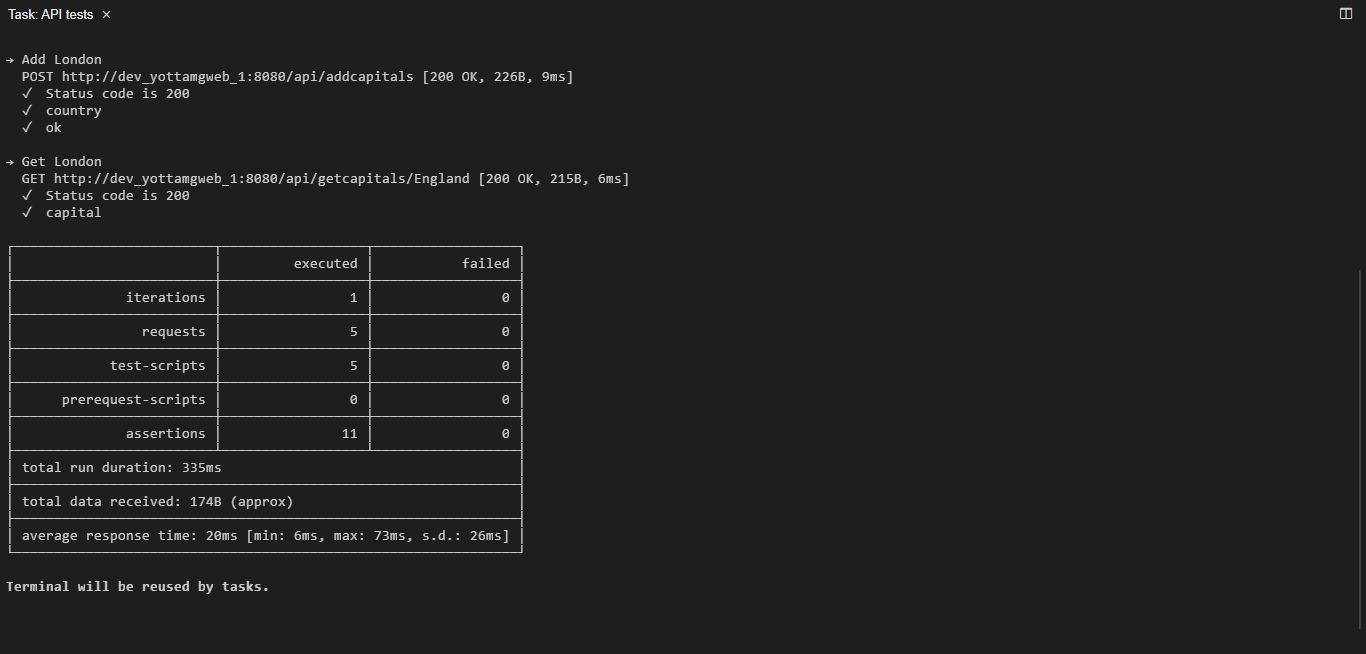 Task: API tests ×
→ Add London
POST http://dev_yottamgweb_1:8080/api/addcapitals [200 OK, 226B, 9ms]
✓ Status code is 200
✓ country
✓ ok
→ Get London
GET http://dev_yottamgweb_1:8080/api/getcapitals/England [200 OK, 215B, 6ms]
✓ Status code is 200
✓ capital
executed failed
iterations 1 0
requests 5 0
test-scripts 5 0
prerequest-scripts 0 0
assertions 11 0
total run duration: 335ms
total data received: 174B (approx)
average response time: 20ms [min: 6ms, max: 73ms, s.d.: 26ms]
Terminal will be reused by tasks.